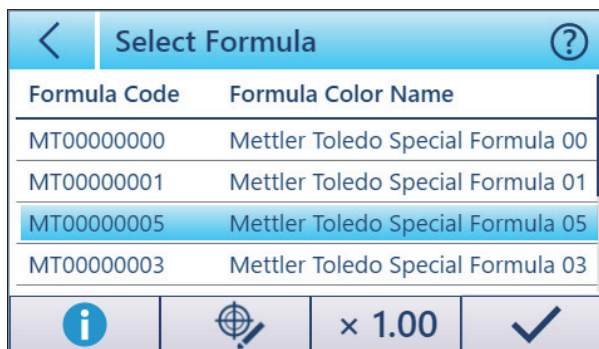 Select Formula ?
Formula Code Formula Color Name
MT00000000 Mettler Toledo Special Formula 00
MT00000001 Mettler Toledo Special Formula 01
MT00000005 Mettler Toledo Special Formula 05
MT00000003 Mettler Toledo Special Formula 03
i × 1.00